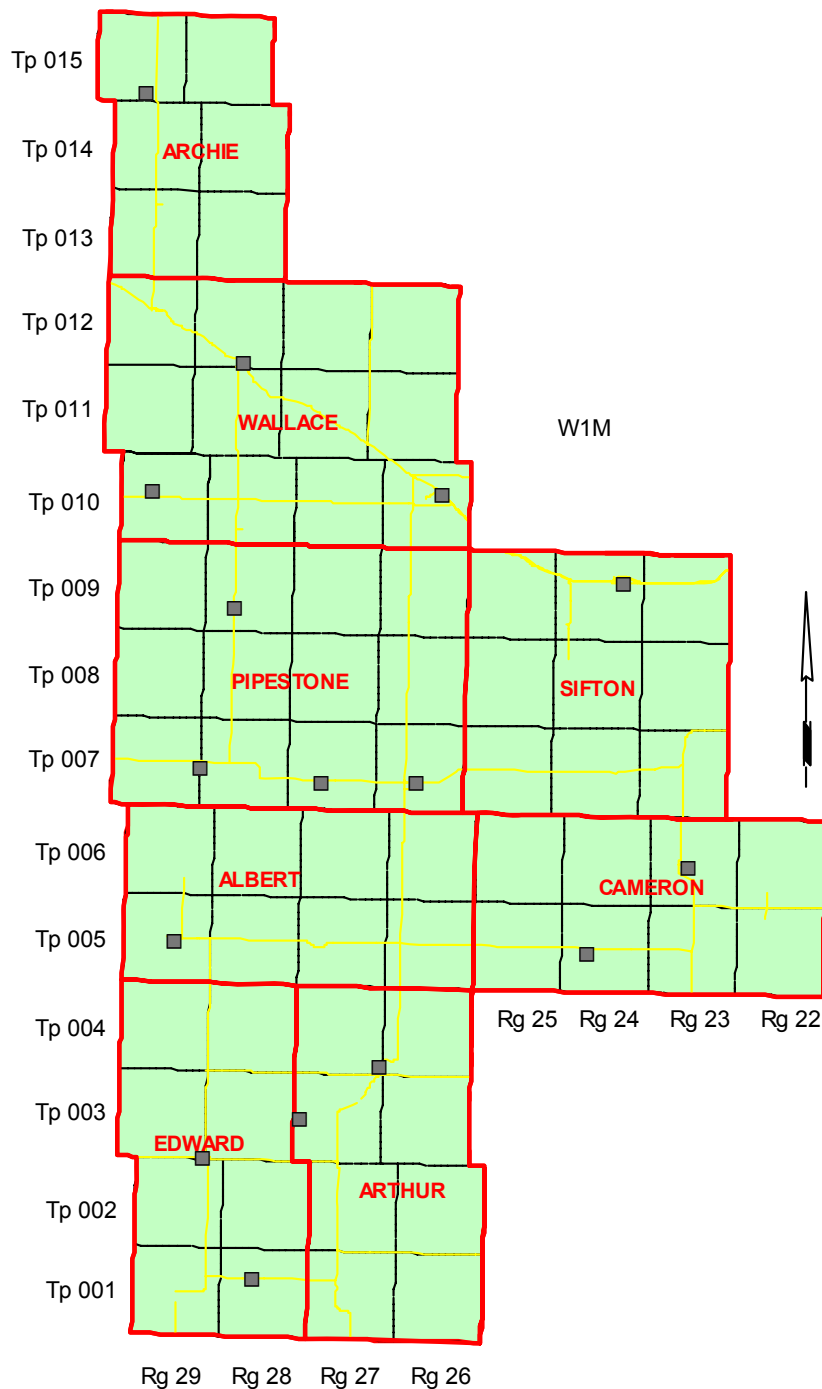 Tp 015
Tp 014
ARCHIE
Tp 013
Tp 012
Tp 011
WALLACE
W1M
Tp 010
Tp 009
Tp 008
PIPESTONE
SIFTON
Tp 007
Tp 006
ALBERT
CAMERON
Tp 005
Rg 25 Rg 24 Rg 23 Rg 22
Tp 004
Tp 003
EDWARD
ARTHUR
Tp 002
Tp 001
Rg 29 Rg 28 Rg 27 Rg 26